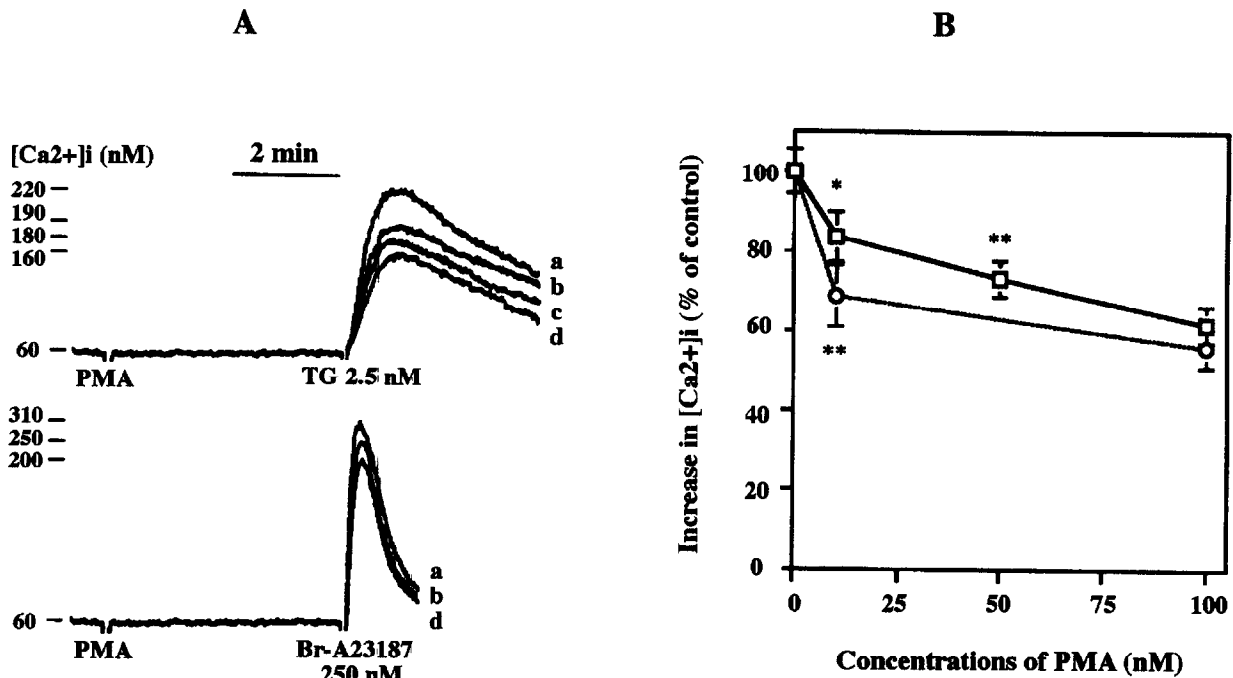 A
B
[Ca2+]i (nM)
2 min
220
190
180
160
60
a
b
c
d
PMA
TG 2.5 nM
310
250
200
60
a
b
d
PMA
Br-A23187
250 nM
Increase in [Ca2+]i (% of control)
100
80
60
40
20
0
*
**
**
0
25
50
75
100
Concentrations of PMA (nM)